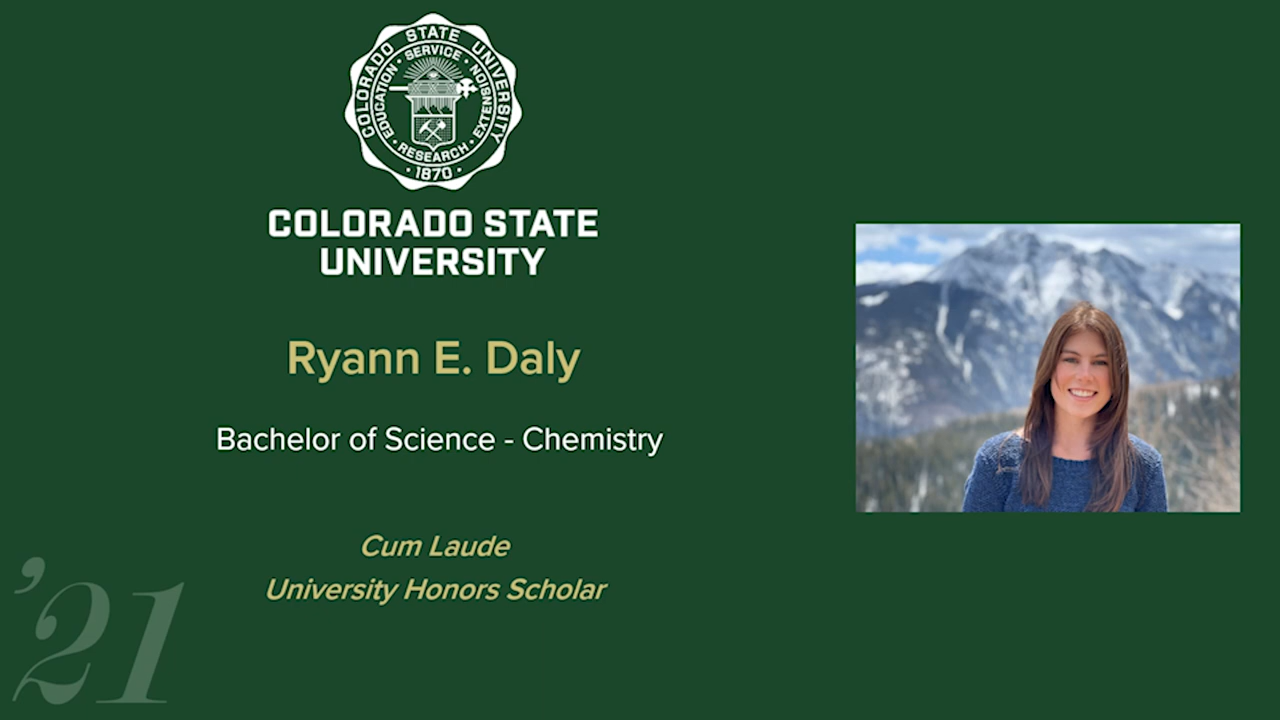 COLORADO STATE UNIVERSITY
EDUCATION • SERVICE • EXTENSION
• RESEARCH •
• 1870 •
COLORADO STATE
UNIVERSITY
Ryann E. Daly
Bachelor of Science - Chemistry
Cum Laude
University Honors Scholar
’21